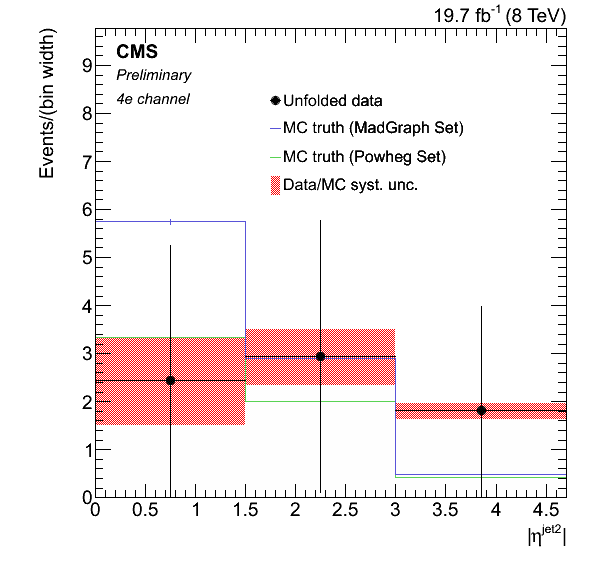 19.7 fb⁻¹ (8 TeV)
Events/(bin width)
CMS
Preliminary
4e channel
Unfolded data
MC truth (MadGraph Set)
MC truth (Powheg Set)
Data/MC syst. unc.
9
8
7
6
5
4
3
2
1
0
0 0.5 1 1.5 2 2.5 3 3.5 4 4.5
|η^jet2|